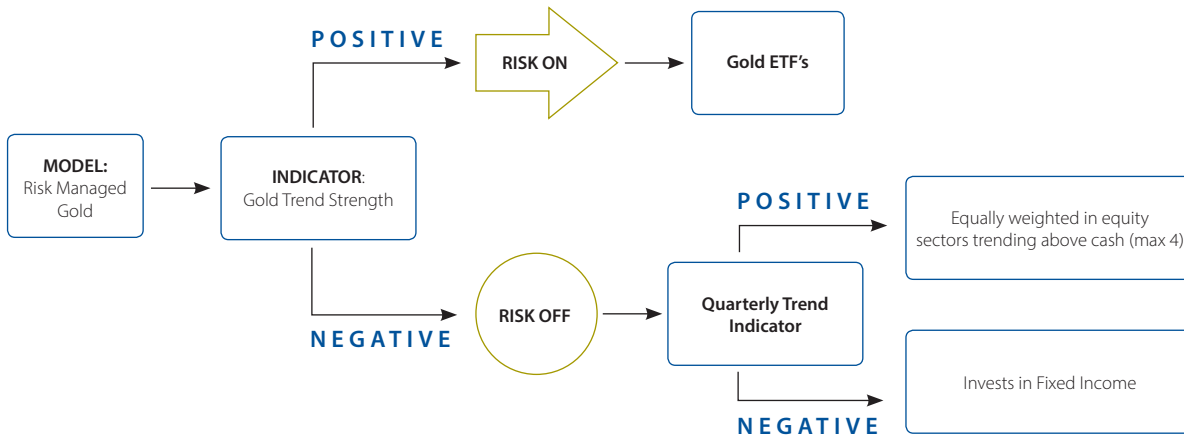 POSITIVE
RISK ON
Gold ETF's
MODEL:
Risk Managed
Gold
INDICATOR:
Gold Trend Strength
POSITIVE
Equally weighted in equity
sectors trending above cash (max 4)
NEGATIVE
RISK OFF
Quarterly Trend
Indicator
NEGATIVE
Invests in Fixed Income